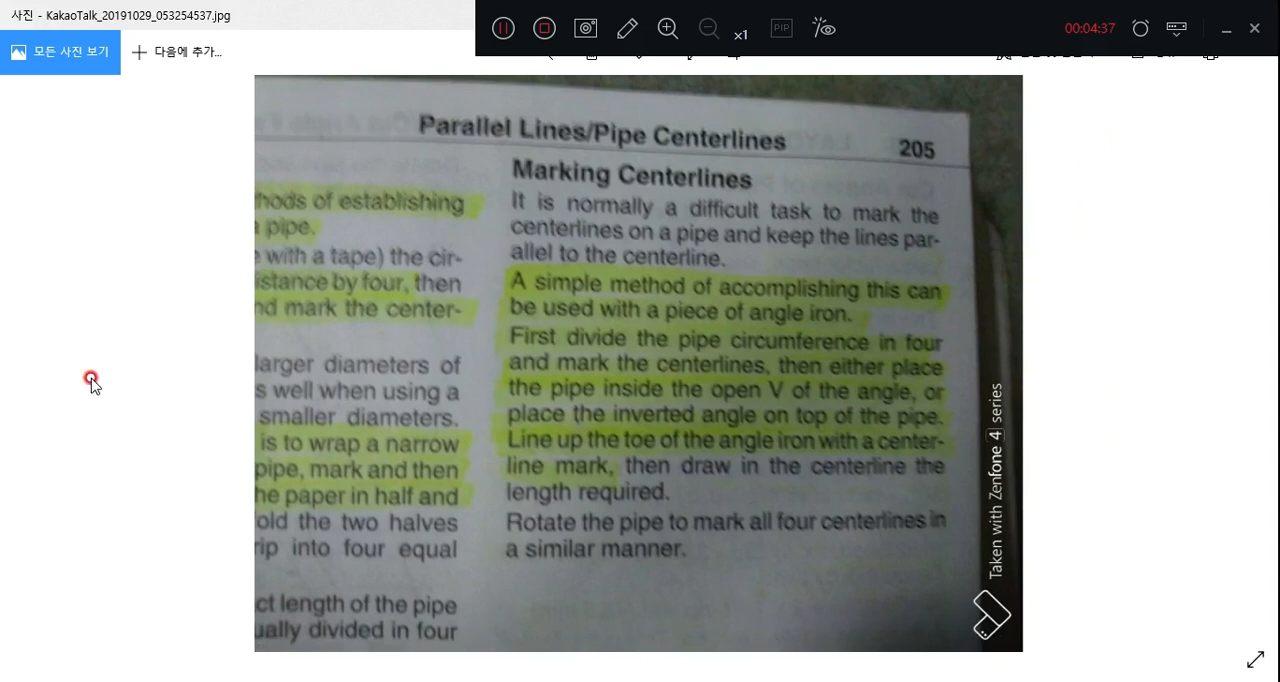 사진 - KakaoTalk_20191029_053254537.jpg
x1
PIP
00:04:37
모든 사진 보기
다음에 추가...
Parallel Lines/Pipe Centerlines 205
hods of establishing
pipe.
with a tape) the cir-
istance by four, then
nd mark the center-
larger diameters of
s well when using a
smaller diameters.
is to wrap a narrow
pipe, mark and then
he paper in half and
old the two halves
rip into four equal
ct length of the pipe
ually divided in four
Marking Centerlines
It is normally a difficult task to mark the
centerlines on a pipe and keep the lines par-
allel to the centerline.
A simple method of accomplishing this can
be used with a piece of angle iron.
First divide the pipe circumference in four
and mark the centerlines, then either place
the pipe inside the open V of the angle, or
place the inverted angle on top of the pipe.
Line up the toe of the angle iron with a center-
line mark, then draw in the centerline the
length required.
Rotate the pipe to mark all four centerlines in
a similar manner.
Taken with Zenfone 4 series